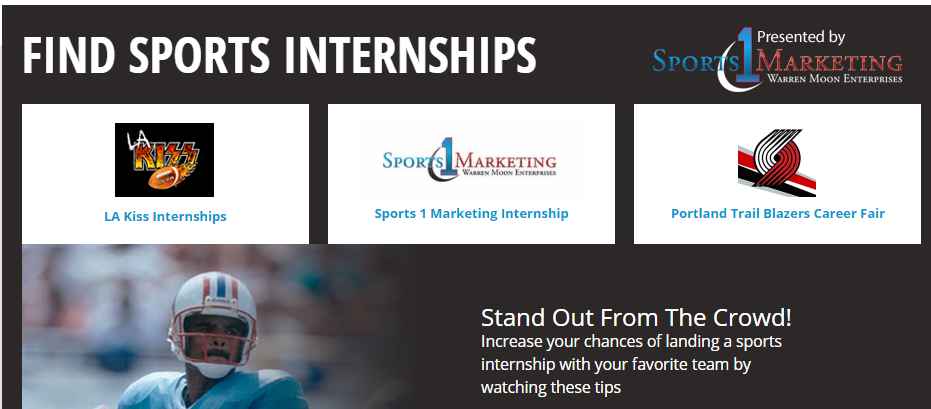 FIND SPORTS INTERNSHIPS
Presented by
SPORTS 1 MARKETING
WARREN MOON ENTERPRISES
LA KISS
LA Kiss Internships
SPORTS 1 MARKETING
WARREN MOON ENTERPRISES
Sports 1 Marketing Internship
Portland Trail Blazers Career Fair
Stand Out From The Crowd!
Increase your chances of landing a sports
internship with your favorite team by
watching these tips